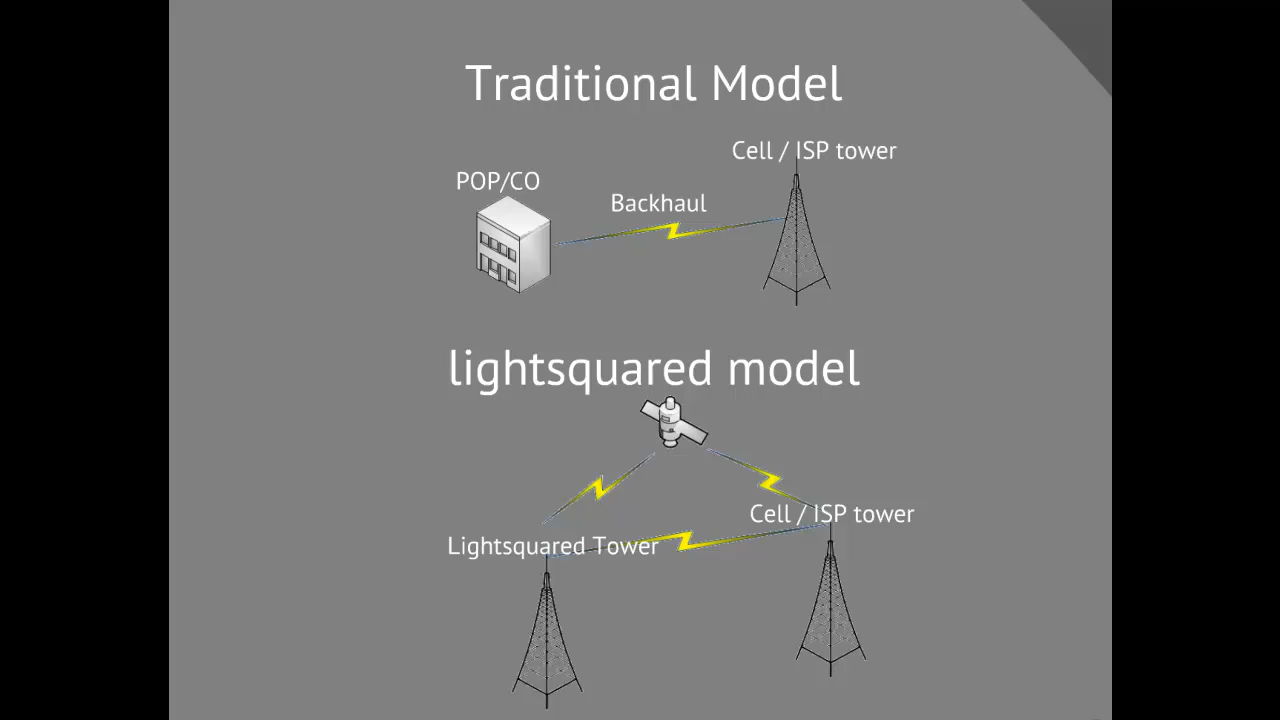 Traditional Model
Cell / ISP tower
POP/CO
Backhaul
lightsquared model
Cell / ISP tower
Lightsquared Tower